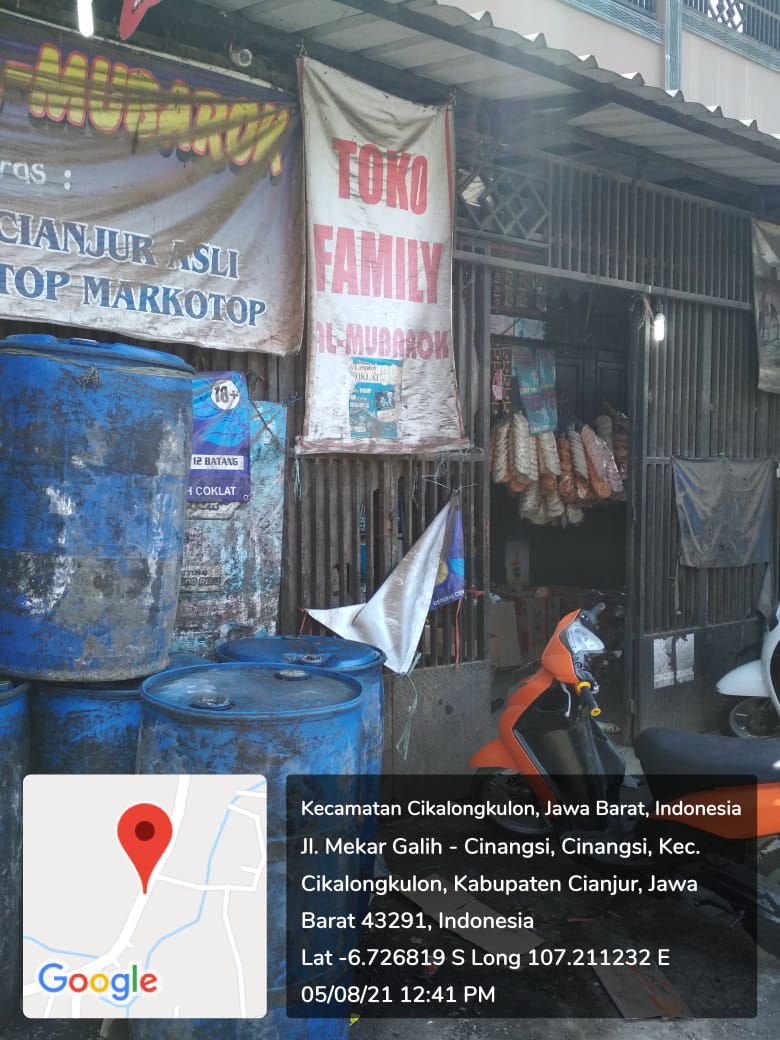 -MUBAROK
ras :
CIANJUR ASLI
TOP MARKOTOP
TOKO
FAMILY
AL-MUBAROK
COKLAT
18+
12 BATANG
H COKLAT
Kecamatan Cikalongkulon, Jawa Barat, Indonesia
Jl. Mekar Galih - Cinangsi, Cinangsi, Kec.
Cikalongkulon, Kabupaten Cianjur, Jawa
Barat 43291, Indonesia
Lat -6.726819 S Long 107.211232 E
05/08/21 12:41 PM
Google